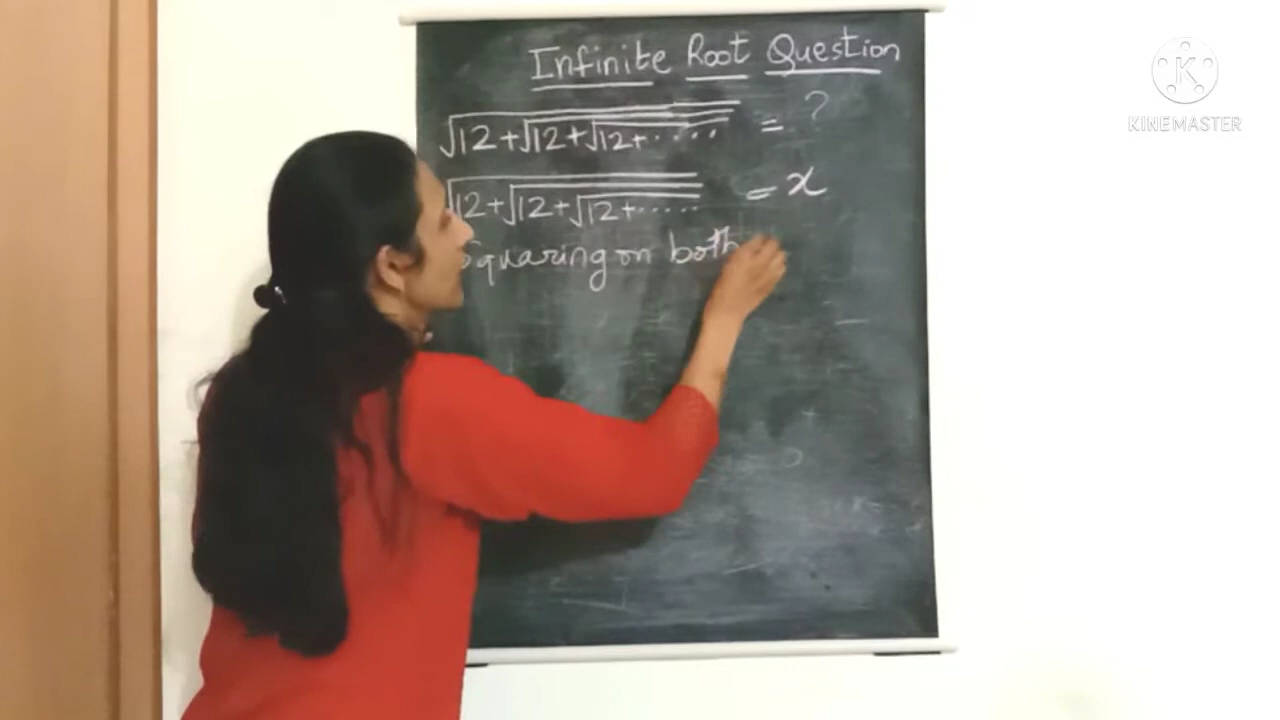 Infinite Root Question
√12+√12+√12+..... = ?
√12+√12+√12+..... = x
Squaring on both
K
KINEMASTER